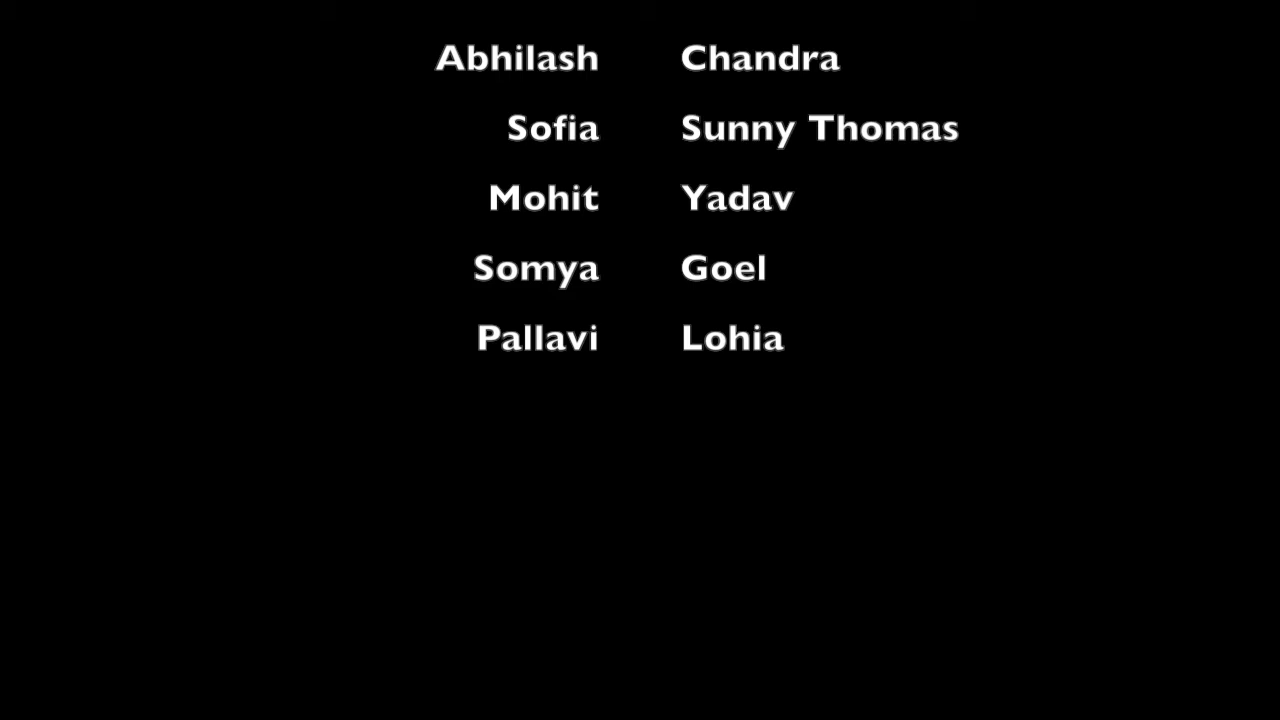 Abhilash Chandra
Sofia Sunny Thomas
Mohit Yadav
Somya Goel
Pallavi Lohia